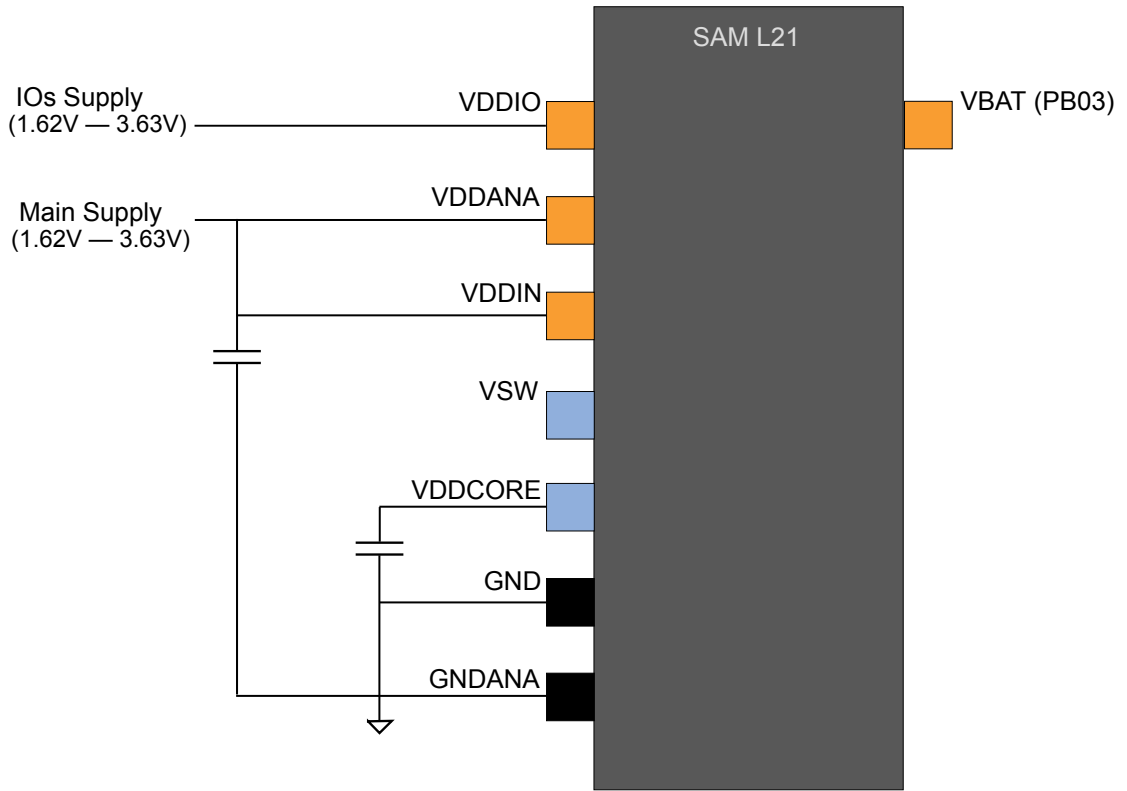 SAM L21
IOs Supply
(1.62V — 3.63V)
VDDIO
VBAT (PB03)
Main Supply
(1.62V — 3.63V)
VDDANA
VDDIN
VSW
VDDCORE
GND
GNDANA